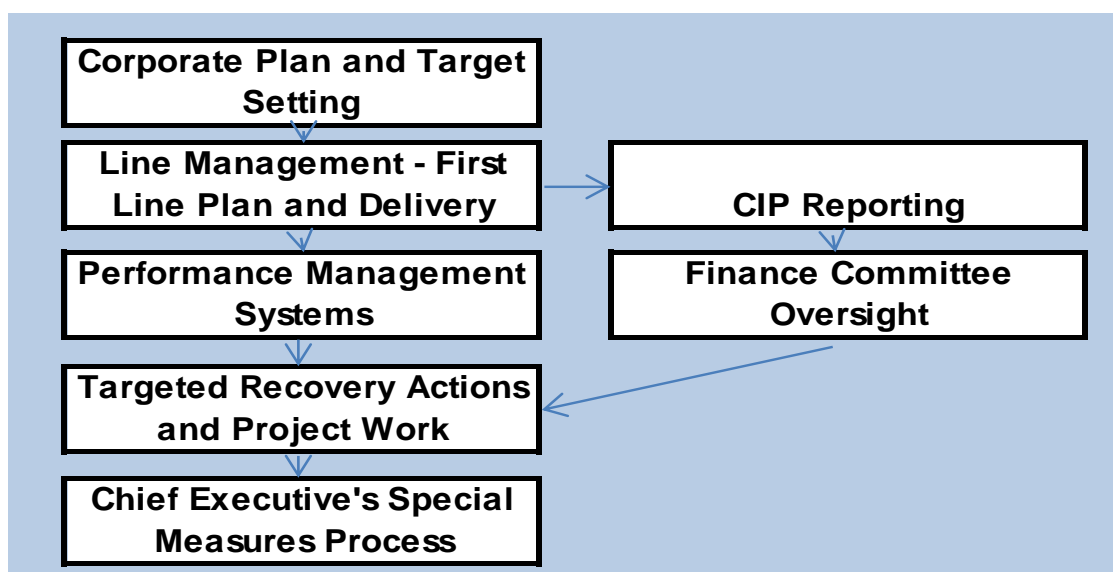 Corporate Plan and Target
Setting
Line Management - First
Line Plan and Delivery
CIP Reporting
Performance Management
Systems
Finance Committee
Oversight
Targeted Recovery Actions
and Project Work
Chief Executive's Special
Measures Process